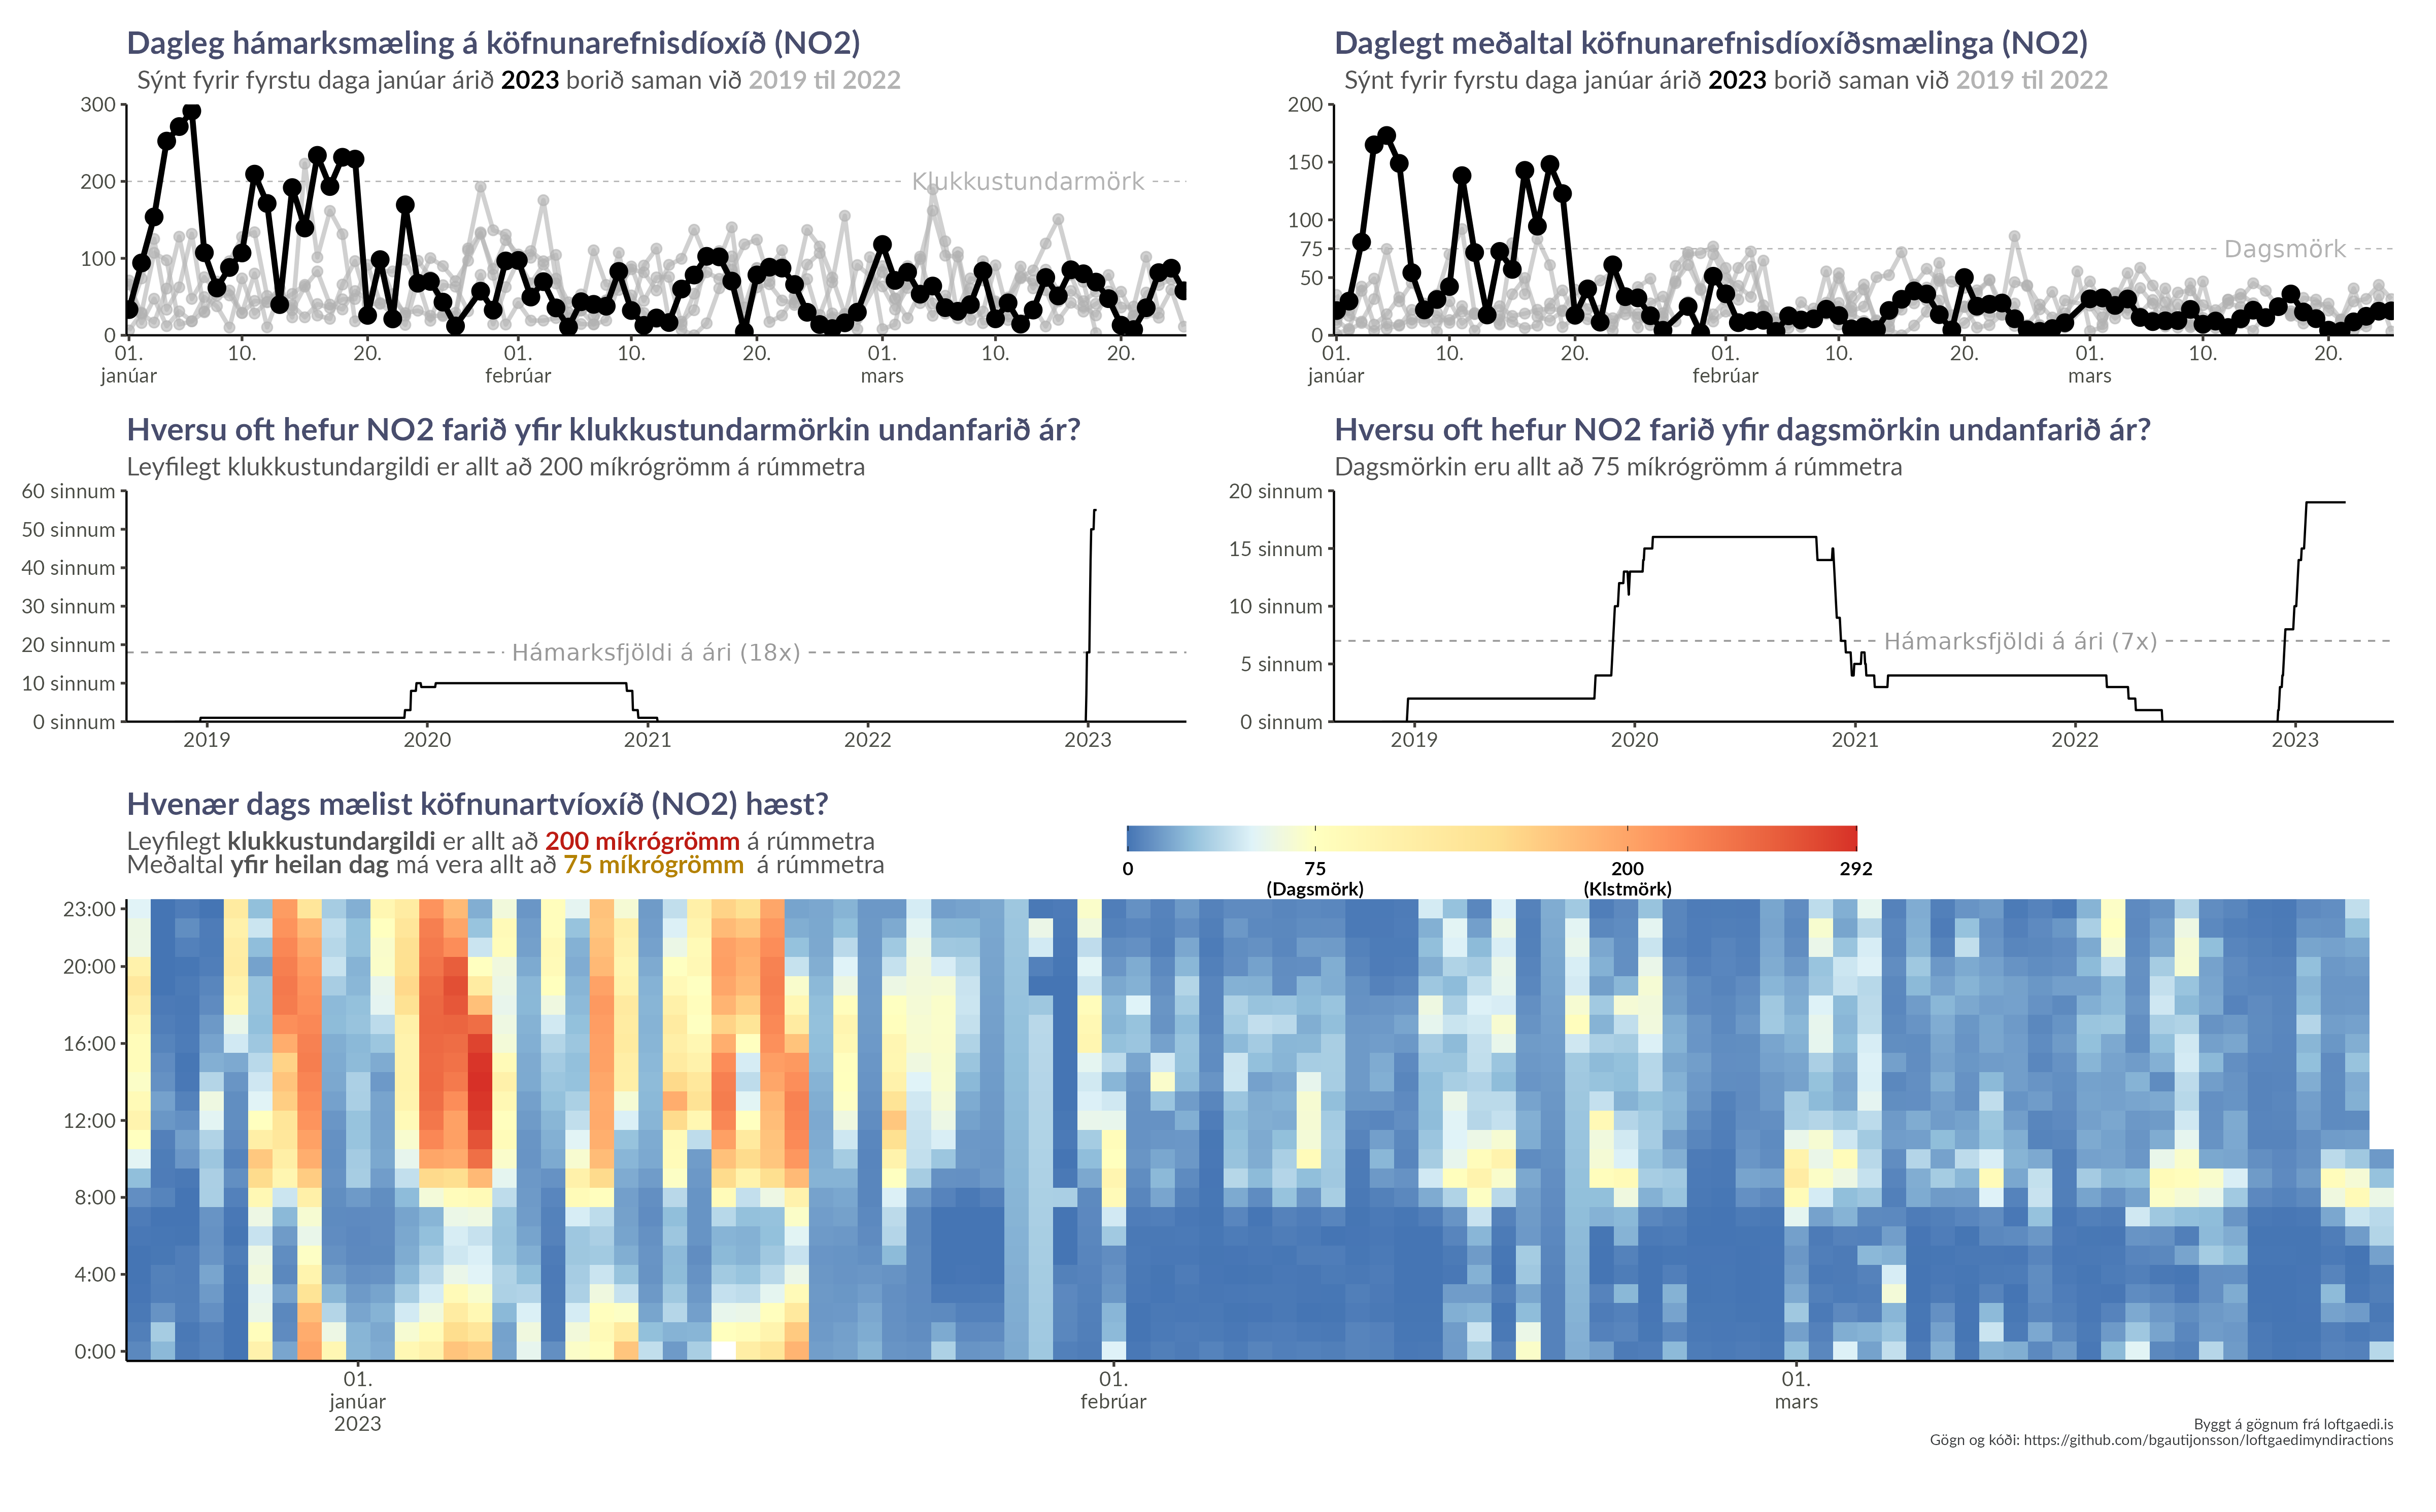 Dagleg hámarksmæling á köfnunarefnisdíoxíð (NO2)
Sýnt fyrir fyrstu daga janúar árið 2023 borið saman við 2019 til 2022
300
200
100
0
Klukkustundarmörk
01.
10.
20.
01.
10.
20.
01.
10.
20.
janúar
febrúar
mars
Daglegt meðaltal köfnunarefnisdíoxíðsmælinga (NO2)
Sýnt fyrir fyrstu daga janúar árið 2023 borið saman við 2019 til 2022
200
150
100
75
50
0
Dagsmörk
01.
10.
20.
01.
10.
20.
01.
10.
20.
janúar
febrúar
mars
Hversu oft hefur NO2 farið yfir klukkustundarmörkin undanfarið ár?
Leyfilegt klukkustundargildi er allt að 200 míkrógrömm á rúmmetra
60 sinnum
50 sinnum
40 sinnum
30 sinnum
20 sinnum
10 sinnum
0 sinnum
Hámarksfjöldi á ári (18x)
2019
2020
2021
2022
2023
Hversu oft hefur NO2 farið yfir dagsmörkin undanfarið ár?
Dagsmörkin eru allt að 75 míkrógrömm á rúmmetra
20 sinnum
15 sinnum
10 sinnum
5 sinnum
0 sinnum
Hámarksfjöldi á ári (7x)
2019
2020
2021
2022
2023
Hvenær dags mælist köfnunartvíoxíð (NO2) hæst?
Leyfilegt klukkustundargildi er allt að 200 míkrógrömm á rúmmetra
Meðaltal yfir heilan dag má vera allt að 75 míkrógrömm á rúmmetra
0
75
200
292
(Dagsmörk)
(Klstmörk)
23:00
20:00
16:00
12:00
8:00
4:00
0:00
01.
janúar
2023
01.
febrúar
01.
mars
Byggt á gögnum frá loftgaedi.is
Gögn og kóði: https://github.com/bgautijonsson/loftgaedimyndiractions